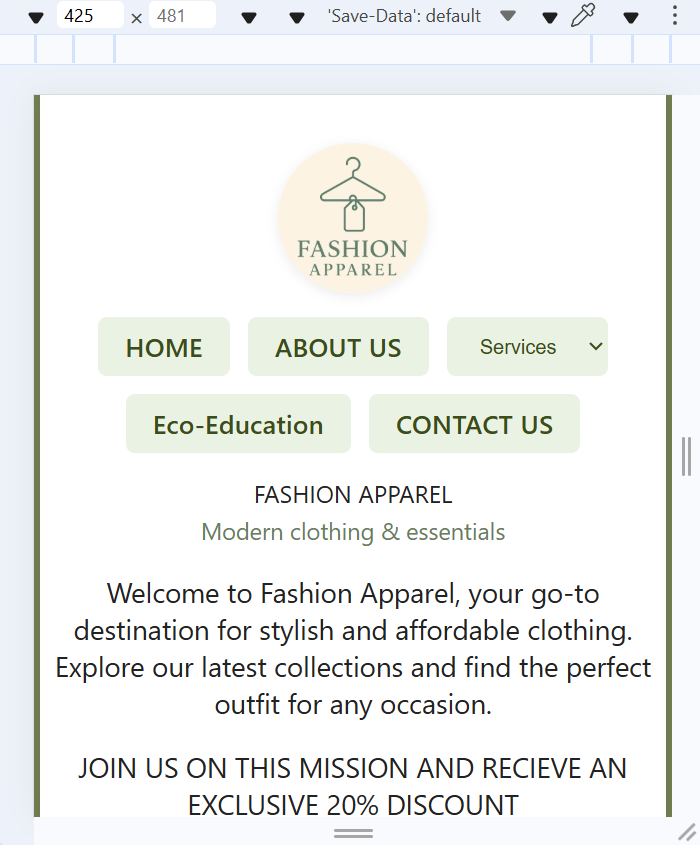 425 × 481 'Save-Data': default
FASHION
APPAREL
HOME ABOUT US Services
Eco-Education CONTACT US
FASHION APPAREL
Modern clothing & essentials
Welcome to Fashion Apparel, your go-to
destination for stylish and affordable clothing.
Explore our latest collections and find the perfect
outfit for any occasion.
JOIN US ON THIS MISSION AND RECIEVE AN
EXCLUSIVE 20% DISCOUNT